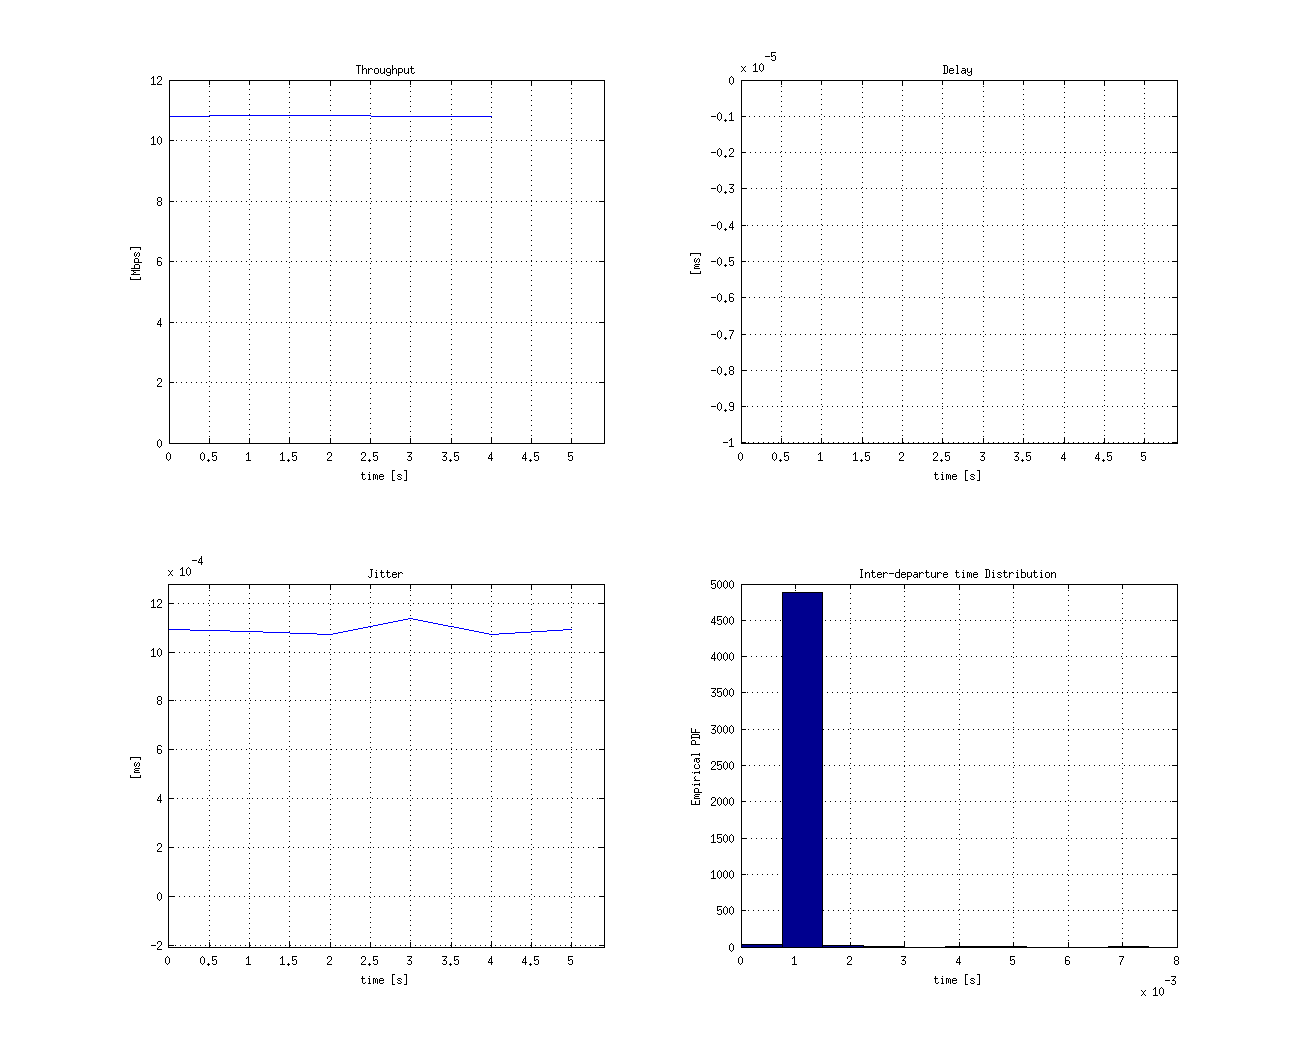 Throughput
12
10
8
6
4
2
0
[Mbps]
0 0.5 1 1.5 2 2.5 3 3.5 4 4.5 5
time [s]
x 10^-5
Delay
0
-0.1
-0.2
-0.3
-0.4
-0.5
-0.6
-0.7
-0.8
-0.9
-1
[ms]
0 0.5 1 1.5 2 2.5 3 3.5 4 4.5 5
time [s]
x 10^-4
Jitter
12
10
8
6
4
2
0
-2
[ms]
0 0.5 1 1.5 2 2.5 3 3.5 4 4.5 5
time [s]
Inter-departure time Distribution
5000
4500
4000
3500
3000
2500
2000
1500
1000
500
0
Empirical PDF
0 1 2 3 4 5 6 7 8
time [s]
x 10^-3